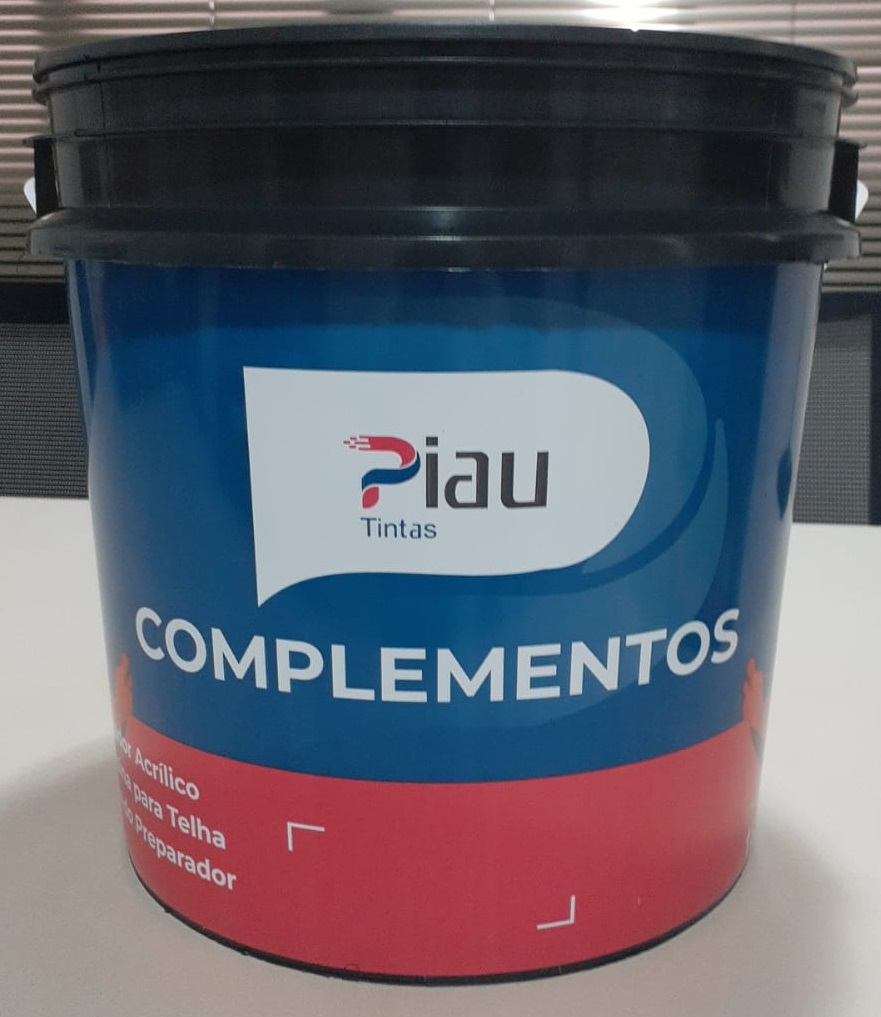 Piau
Tintas
COMPLEMENTOS
Acrílico
para Telha
Preparador